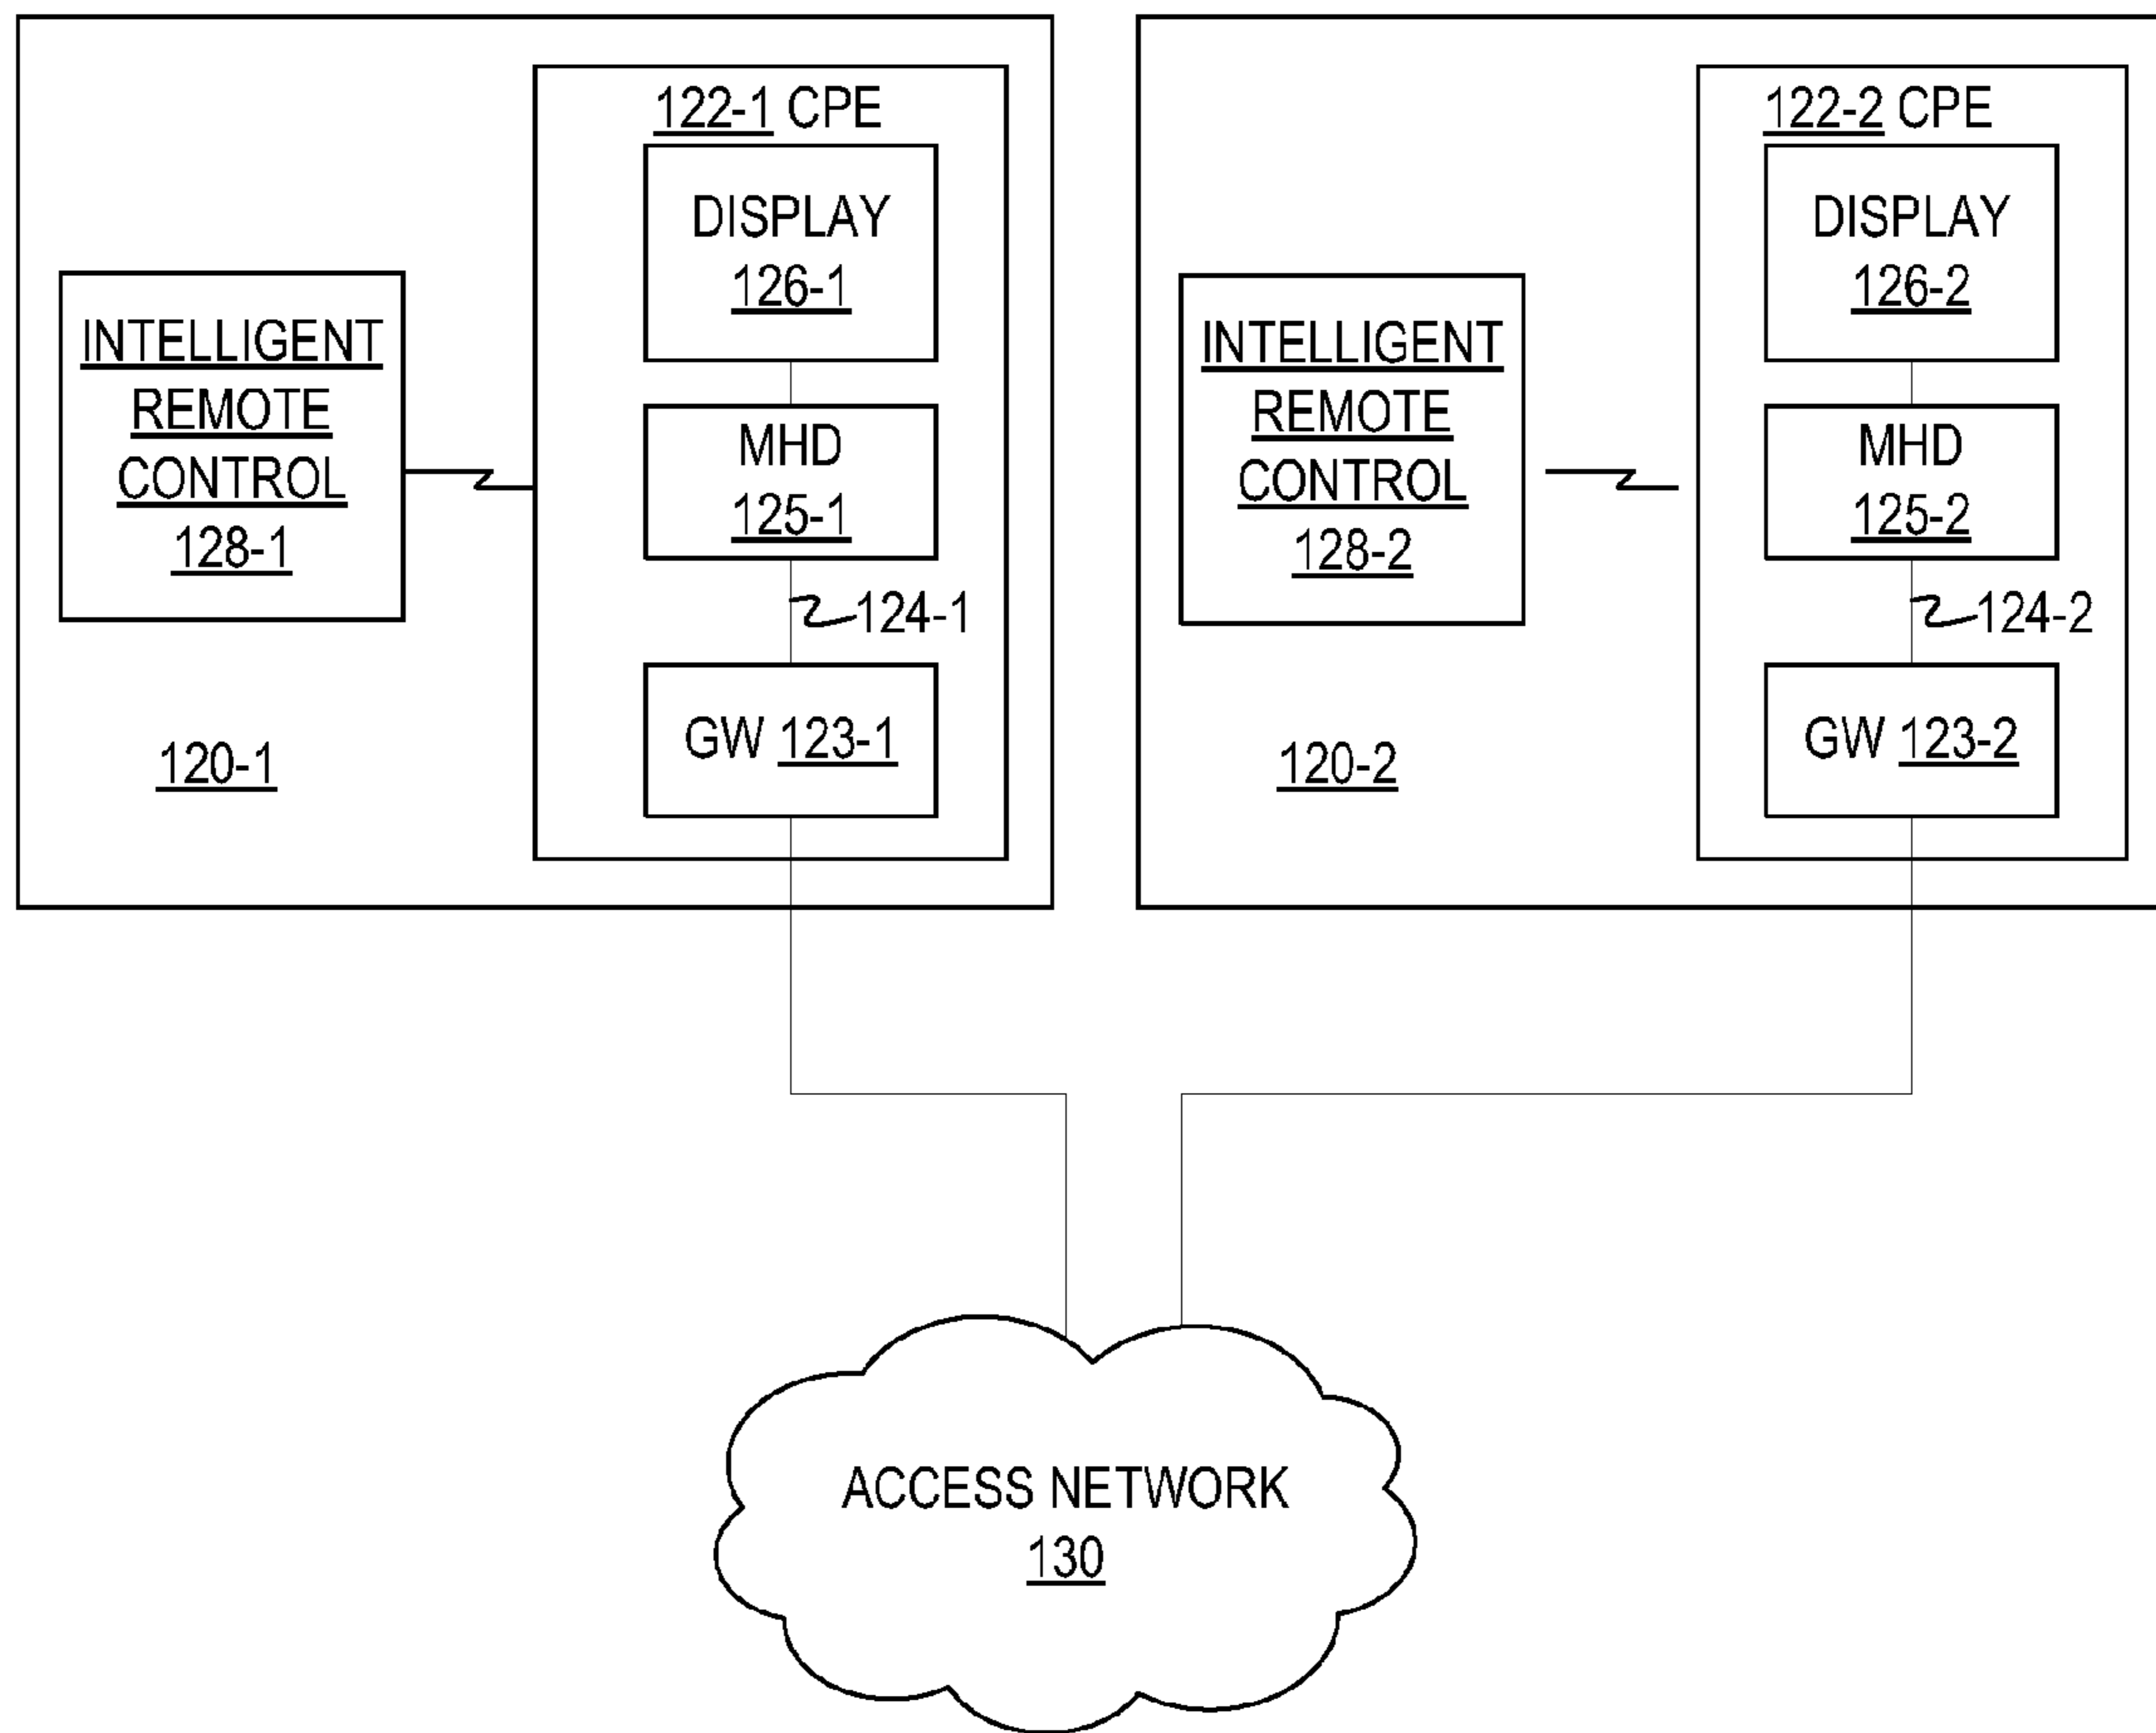 122-1 CPE
DISPLAY
126-1
INTELLIGENT
REMOTE
CONTROL
128-1
MHD
125-1
124-1
GW 123-1
120-1
122-2 CPE
DISPLAY
126-2
INTELLIGENT
REMOTE
CONTROL
128-2
MHD
125-2
124-2
GW 123-2
120-2
ACCESS NETWORK
130